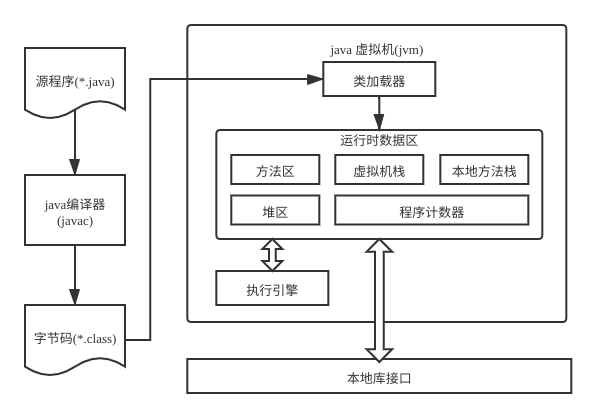 源程序(*.java)
java编译器
(javac)
字节码(*.class)
java 虚拟机(jvm)
类加载器
运行时数据区
方法区
虚拟机栈
本地方法栈
堆区
程序计数器
执行引擎
本地库接口